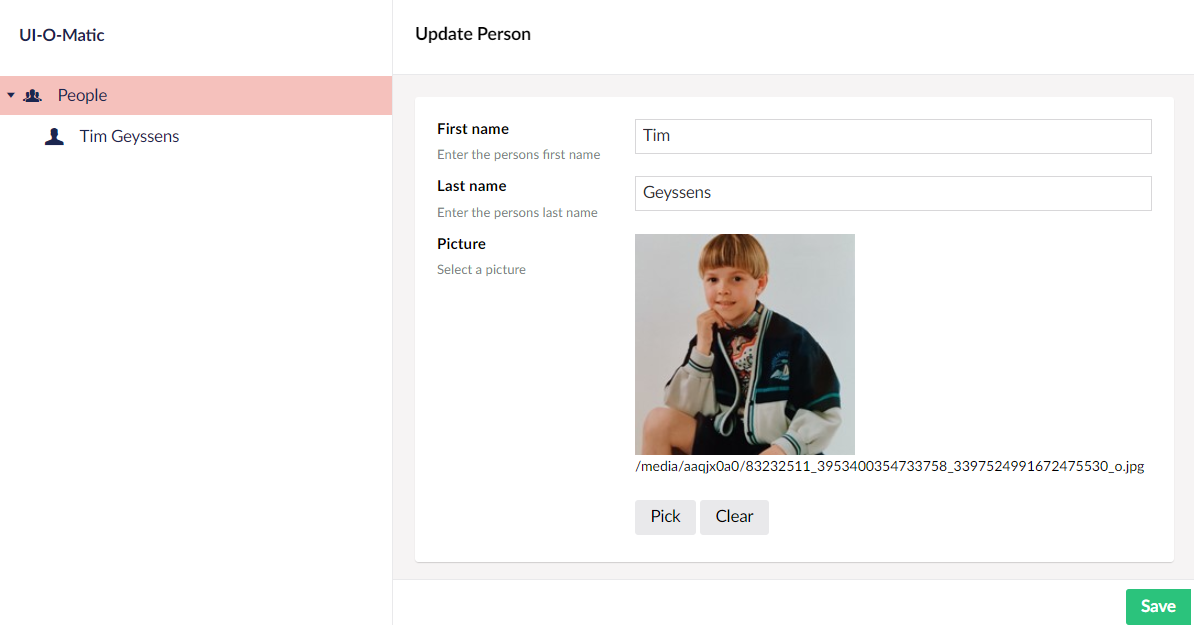 UI-O-Matic
Update Person
People
Tim Geyssens
First name
Enter the persons first name
Tim
Last name
Enter the persons last name
Geyssens
Picture
Select a picture
/media/aaqjx0a0/83232511_3953400354733758_3397524991672475530_o.jpg
Pick
Clear
Save